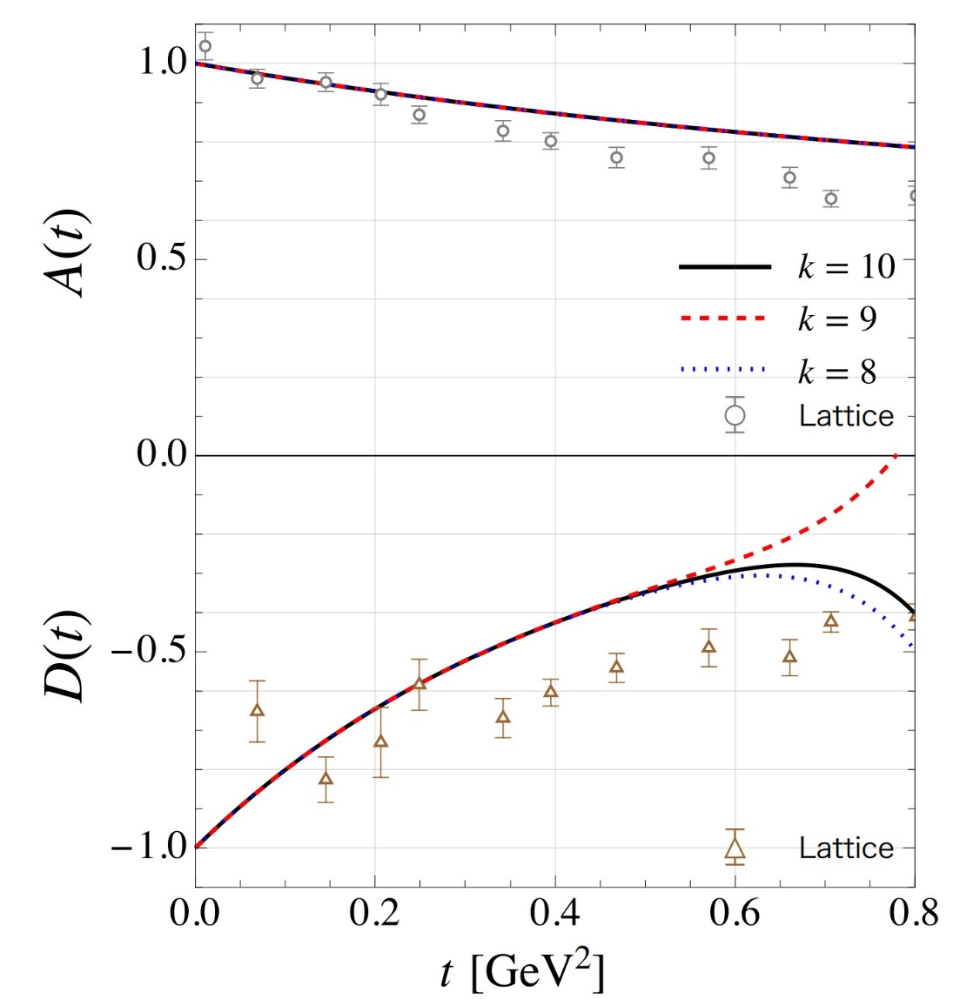 1.0
A(t)
0.5
k = 10
k = 9
k = 8
Lattice
0.0
D(t)
−0.5
−1.0
Lattice
0.0 0.2 0.4 0.6 0.8
t [GeV²]